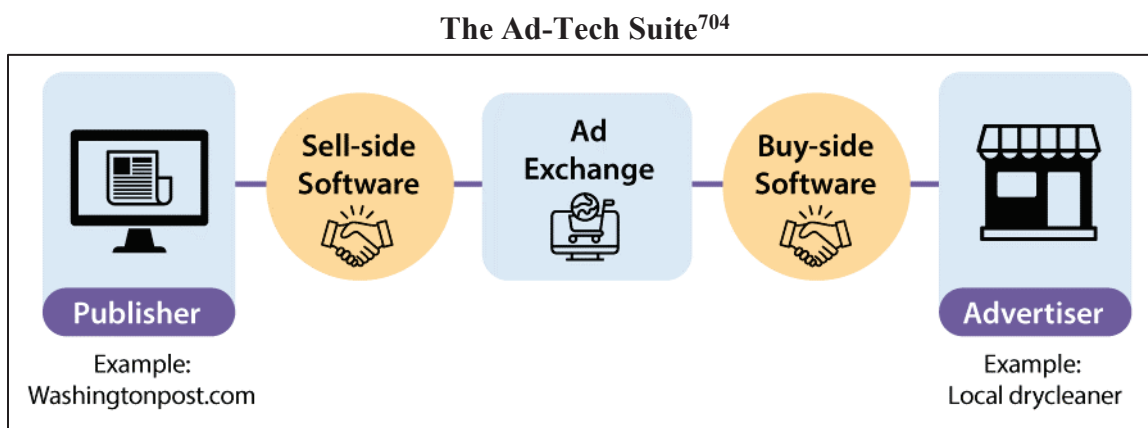 The Ad-Tech Suite704
Sell-side
Software
Ad
Exchange
Buy-side
Software
Publisher
Advertiser
Example:
Washingtonpost.com
Example:
Local drycleaner